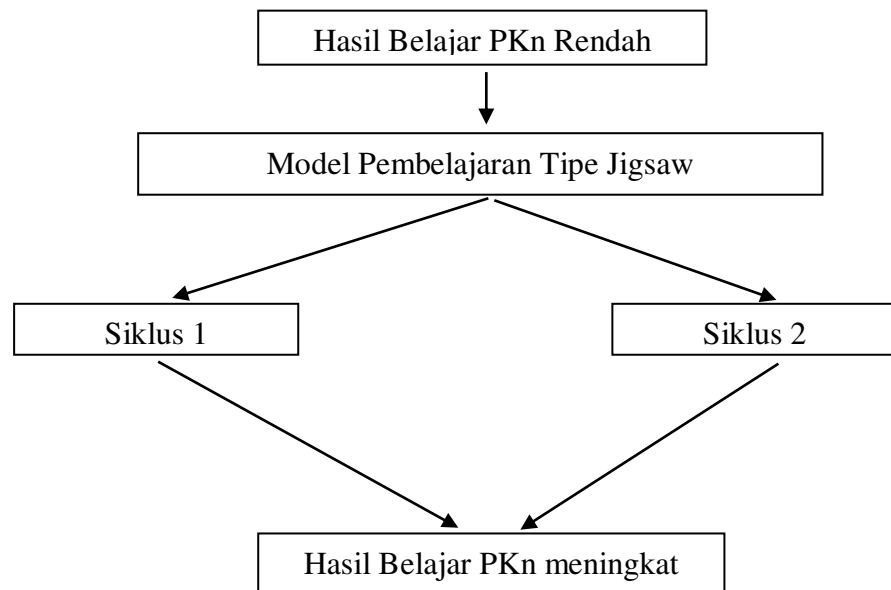 Hasil Belajar PKn Rendah
Model Pembelajaran Tipe Jigsaw
Siklus 1
Siklus 2
Hasil Belajar PKn meningkat